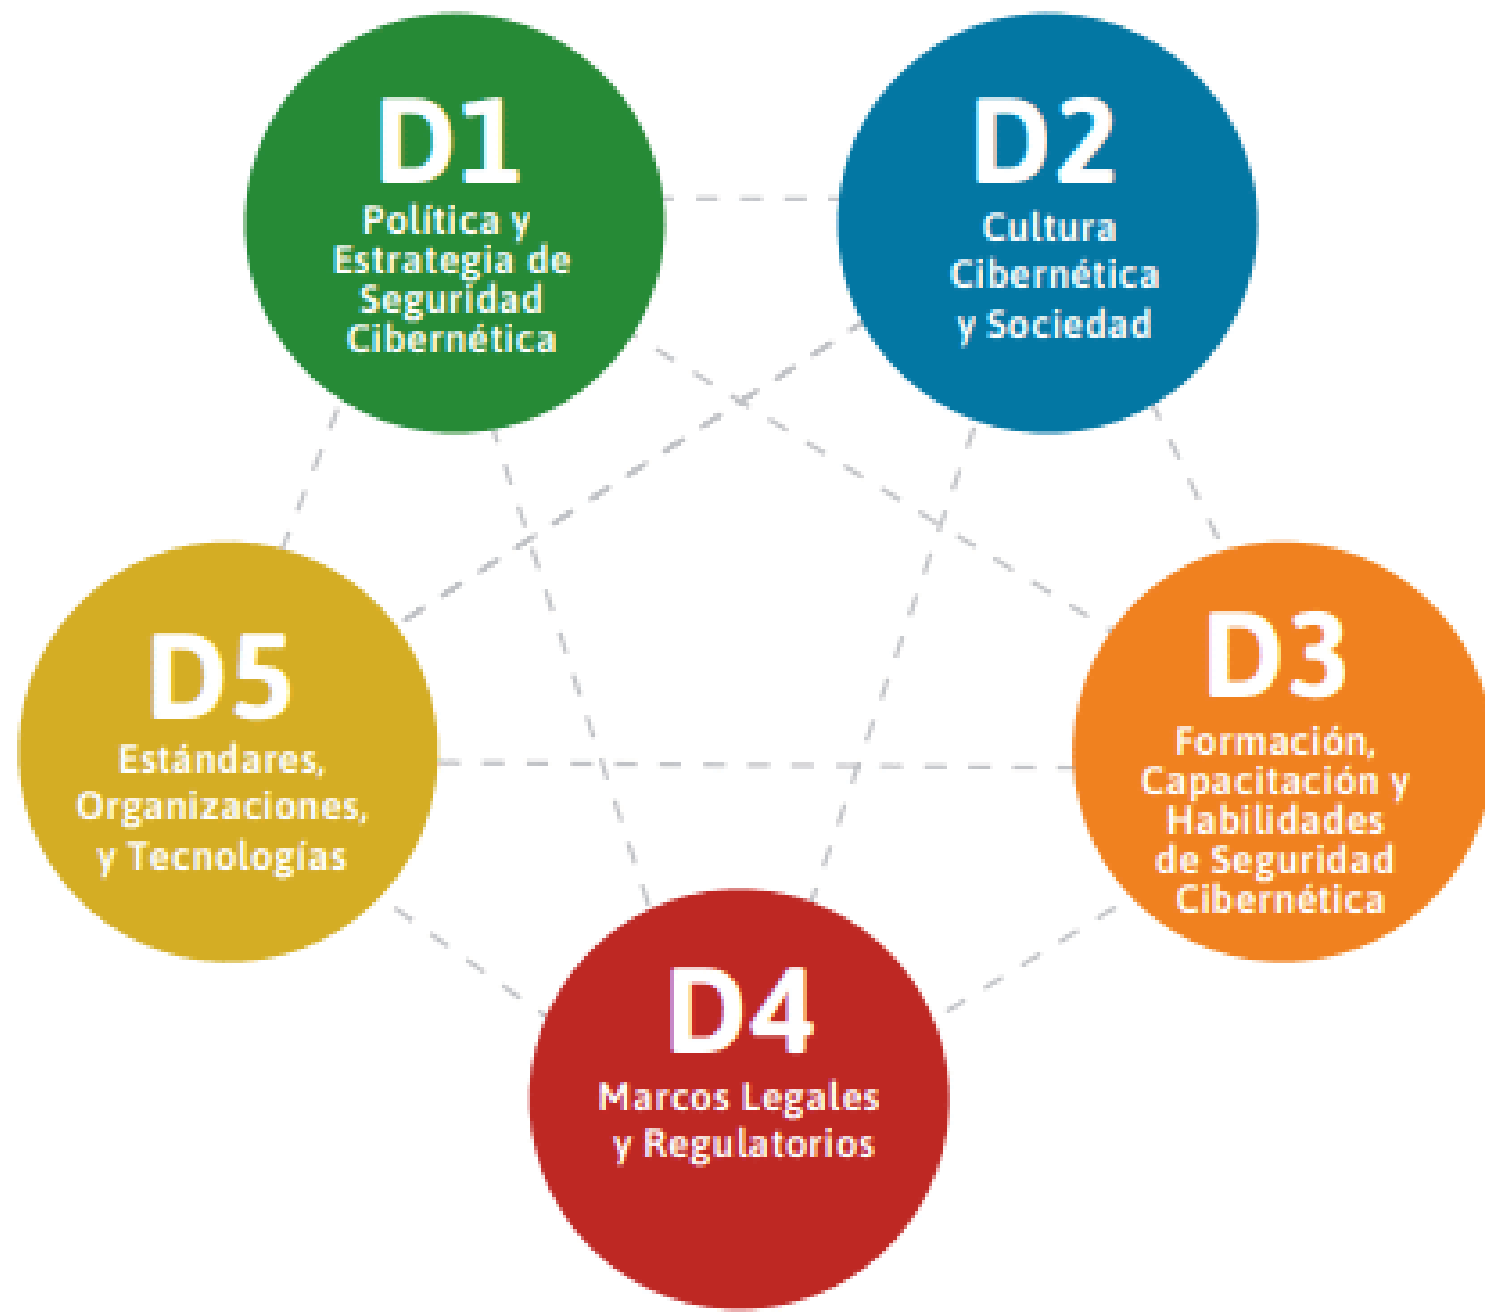 D1
Política y
Estrategia de
Seguridad
Cibernética
D2
Cultura
Cibernética
y Sociedad
D3
Formación,
Capacitación y
Habilidades
de Seguridad
Cibernética
D4
Marcos Legales
y Regulatorios
D5
Estándares,
Organizaciones,
y Tecnologías